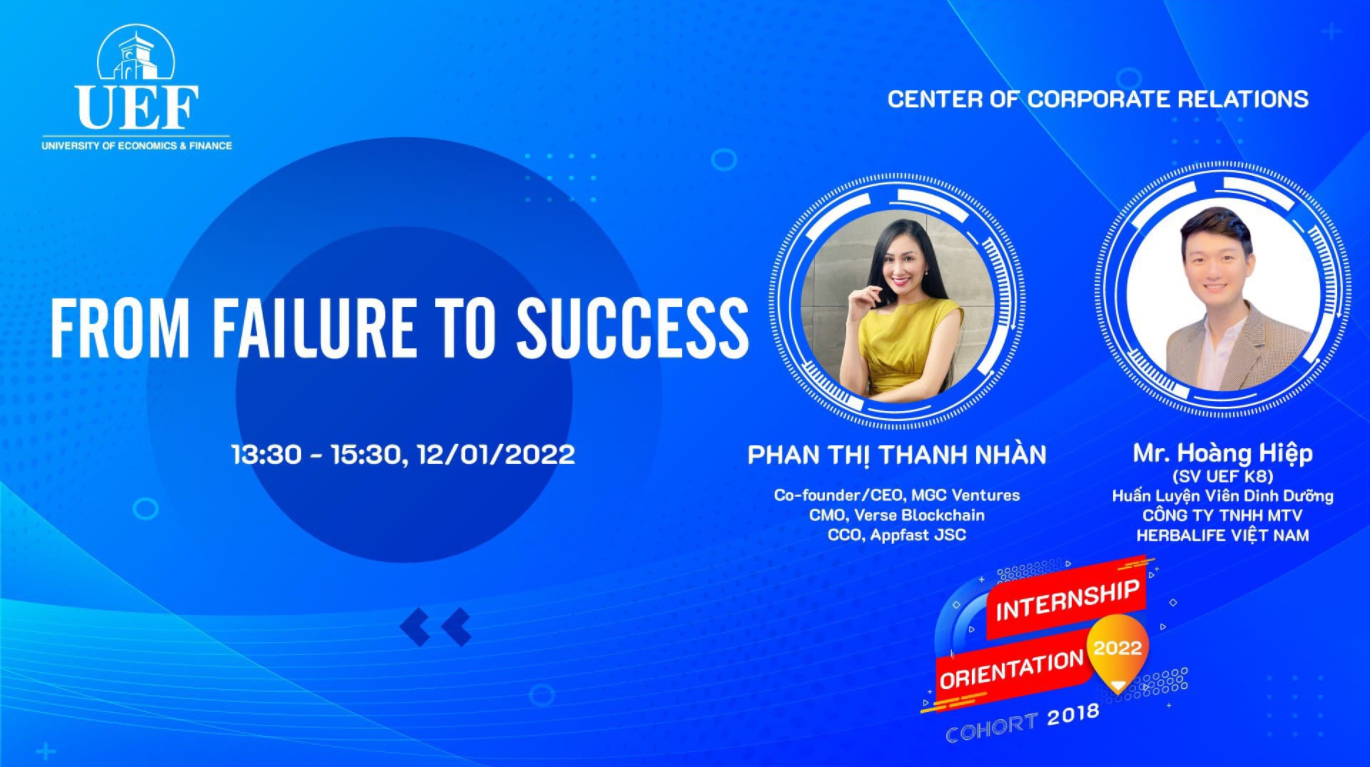 UEF
UNIVERSITY OF ECONOMICS & FINANCE
CENTER OF CORPORATE RELATIONS
FROM FAILURE TO SUCCESS
13:30 - 15:30, 12/01/2022
PHAN THỊ THANH NHÀN
Co-founder/CEO, MGC Ventures
CMO, Verse Blockchain
CCO, Appfast JSC
Mr. Hoàng Hiệp
(SV UEF K8)
Huấn Luyện Viên Dinh Dưỡng
CÔNG TY TNHH MTV
HERBALIFE VIỆT NAM
INTERNSHIP
ORIENTATION
2022
COHORT 2018